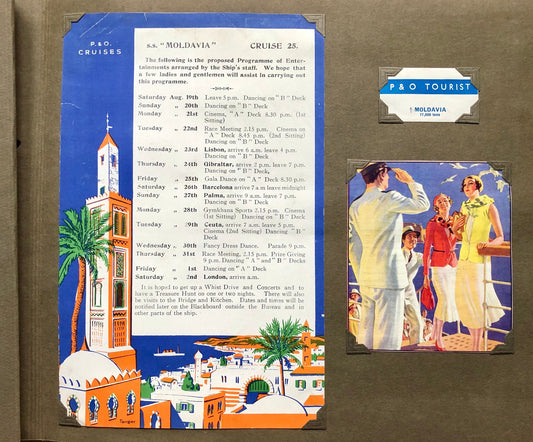 P. & O.
CRUISES
s.s. "MOLDAVIA" CRUISE 25.
The following is the proposed Programme of Enter-
tainments arranged by the Ship's staff. We hope that
a few ladies and gentlemen will assist in carrying out
this programme.
Saturday Aug. 19th Leave 5 p.m. Dancing on "B" Deck
Sunday „ 20th Dancing on "B" Deck
Monday „ 21st Cinema, "A" Deck 8.30 p.m. (1st
Sitting)
Tuesday „ 22nd Race Meeting 2.15 p.m. Cinema on
"A" Deck 8.45 p.m. (2nd Sitting)
Dancing on "B" Deck
Wednesday „ 23rd Lisbon, arrive 6 a.m. leave 4 p.m.
Dancing on "B" Deck
Thursday „ 24th Gibraltar, arrive 2 p.m. leave 7 p.m.
Dancing on "B" Deck,
Friday „ 25th Gala Dance on "A" Deck 8.30 p.m.
Saturday „ 26th Barcelona arrive 7 a.m leave midnight
Sunday „ 27th Palma, arrive 9 a.m. leave 7 p.m.
Dancing on "B" Deck
Monday „ 28th Gymkhana Sports 2.15 p.m. Cinema
(1st Sitting) Dancing on "B" Deck
Tuesday „ 29th Ceuta, arrive 7 a.m. leave 5 p.m.
Cinema (2nd Sitting) Dancing on "B"
Deck
Wednesday „ 30th Fancy Dress Dance. Parade 9 p.m.
Thursday „ 31st Race Meeting, 2.15 p.m. Prize Giving
9 p.m. Dancing on "A" and "B" Decks
Friday „ 1st Dancing on "A" Deck
Saturday „ 2nd London, arrive a.m.
It is hoped to get up a Whist Drive and Concerts and to
have a Treasure Hunt on one or two nights. There will also
be visits to the Bridge and Kitchen. Dates and times will be
notified later on the Blackboard outside the Bureau and in
other parts of the ship.
Tangier
P & O TOURIST
MOLDAVIA